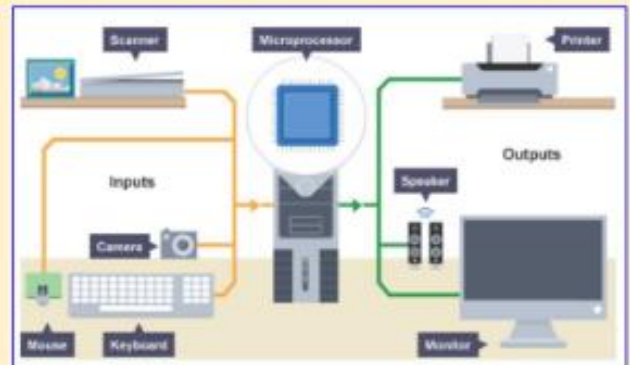 Scanner
Microprocessor
Printer
Inputs
Outputs
Speaker
Camera
Mouse
Keyboard
Monitor